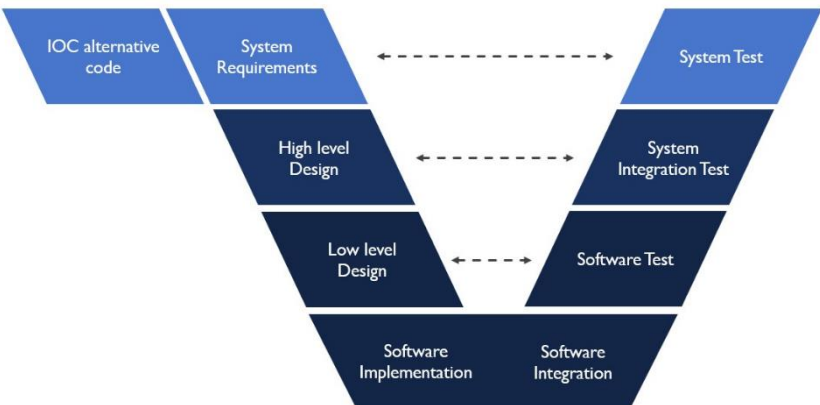 IOC alternative
code
System
Requirements
System Test
High level
Design
System
Integration Test
Low level
Design
Software Test
Software
Implementation
Software
Integration